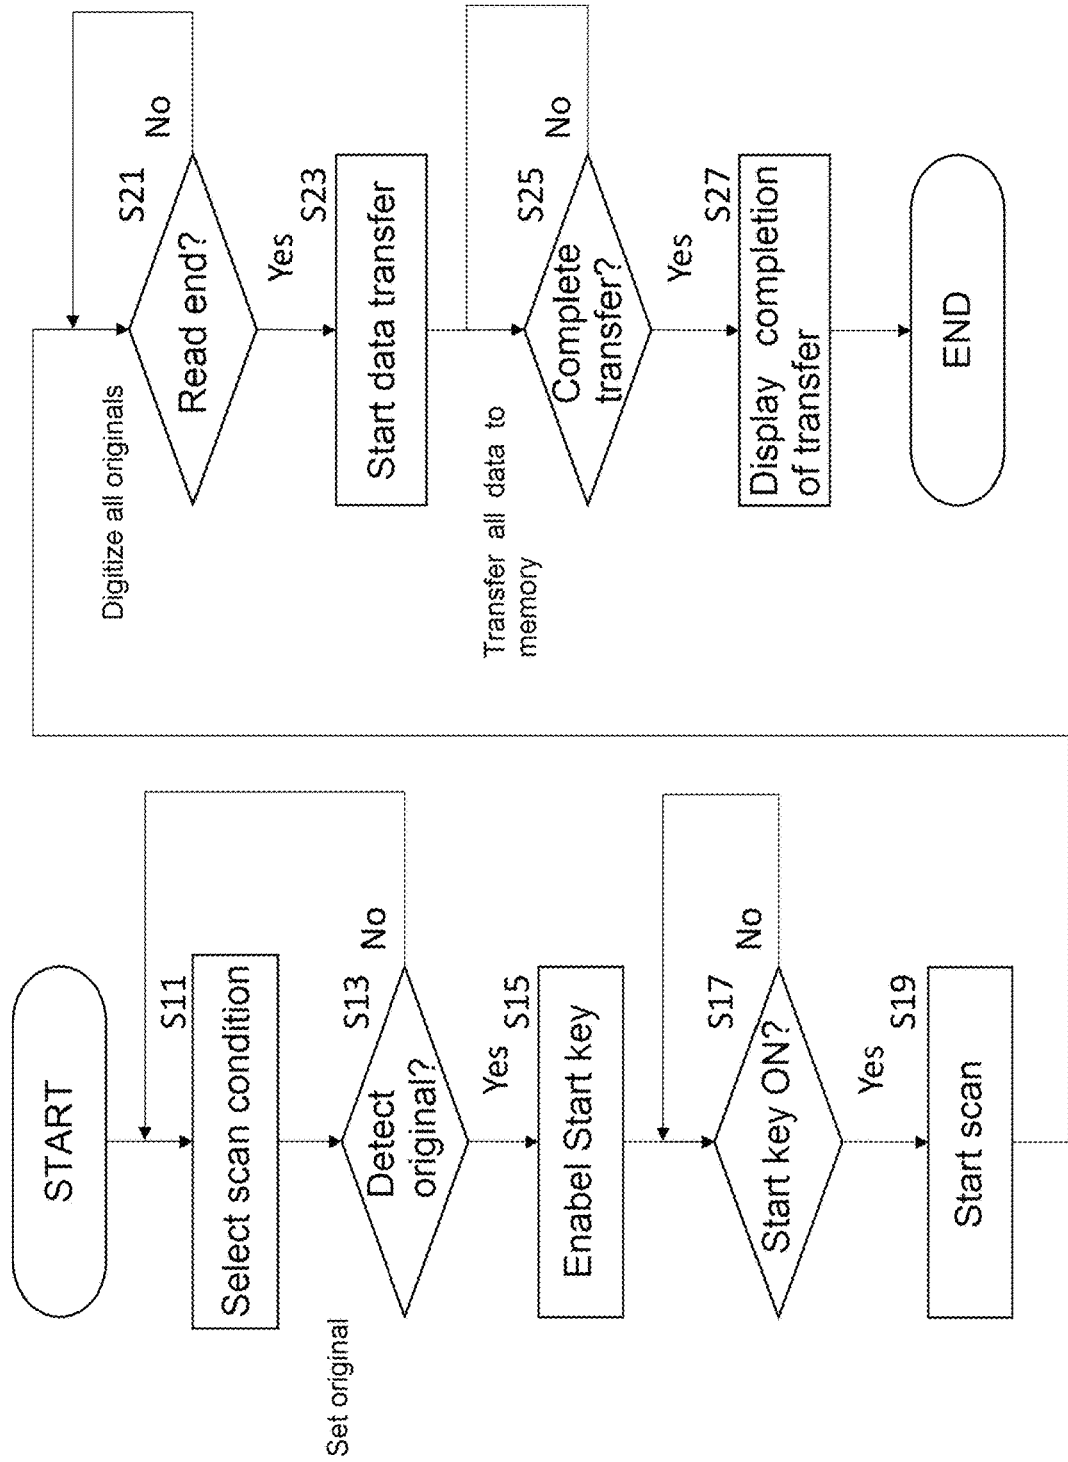 START
S11
Select scan condition
Set original
S13
Detect
original?
No
Yes
S15
Enabel Start key
S17
Start key ON?
No
Yes
S19
Start scan
Digitize all originals
S21
Read end?
No
Yes
S23
Start data transfer
Transfer all data to
memory
S25
Complete
transfer?
No
Yes
S27
Display completion
of transfer
END